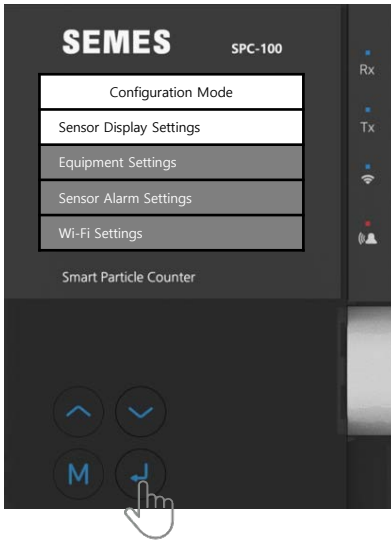 SEMES
SPC-100
Rx
Configuration Mode
Sensor Display Settings
Tx
Equipment Settings
Sensor Alarm Settings
Wi-Fi Settings
Smart Particle Counter
M